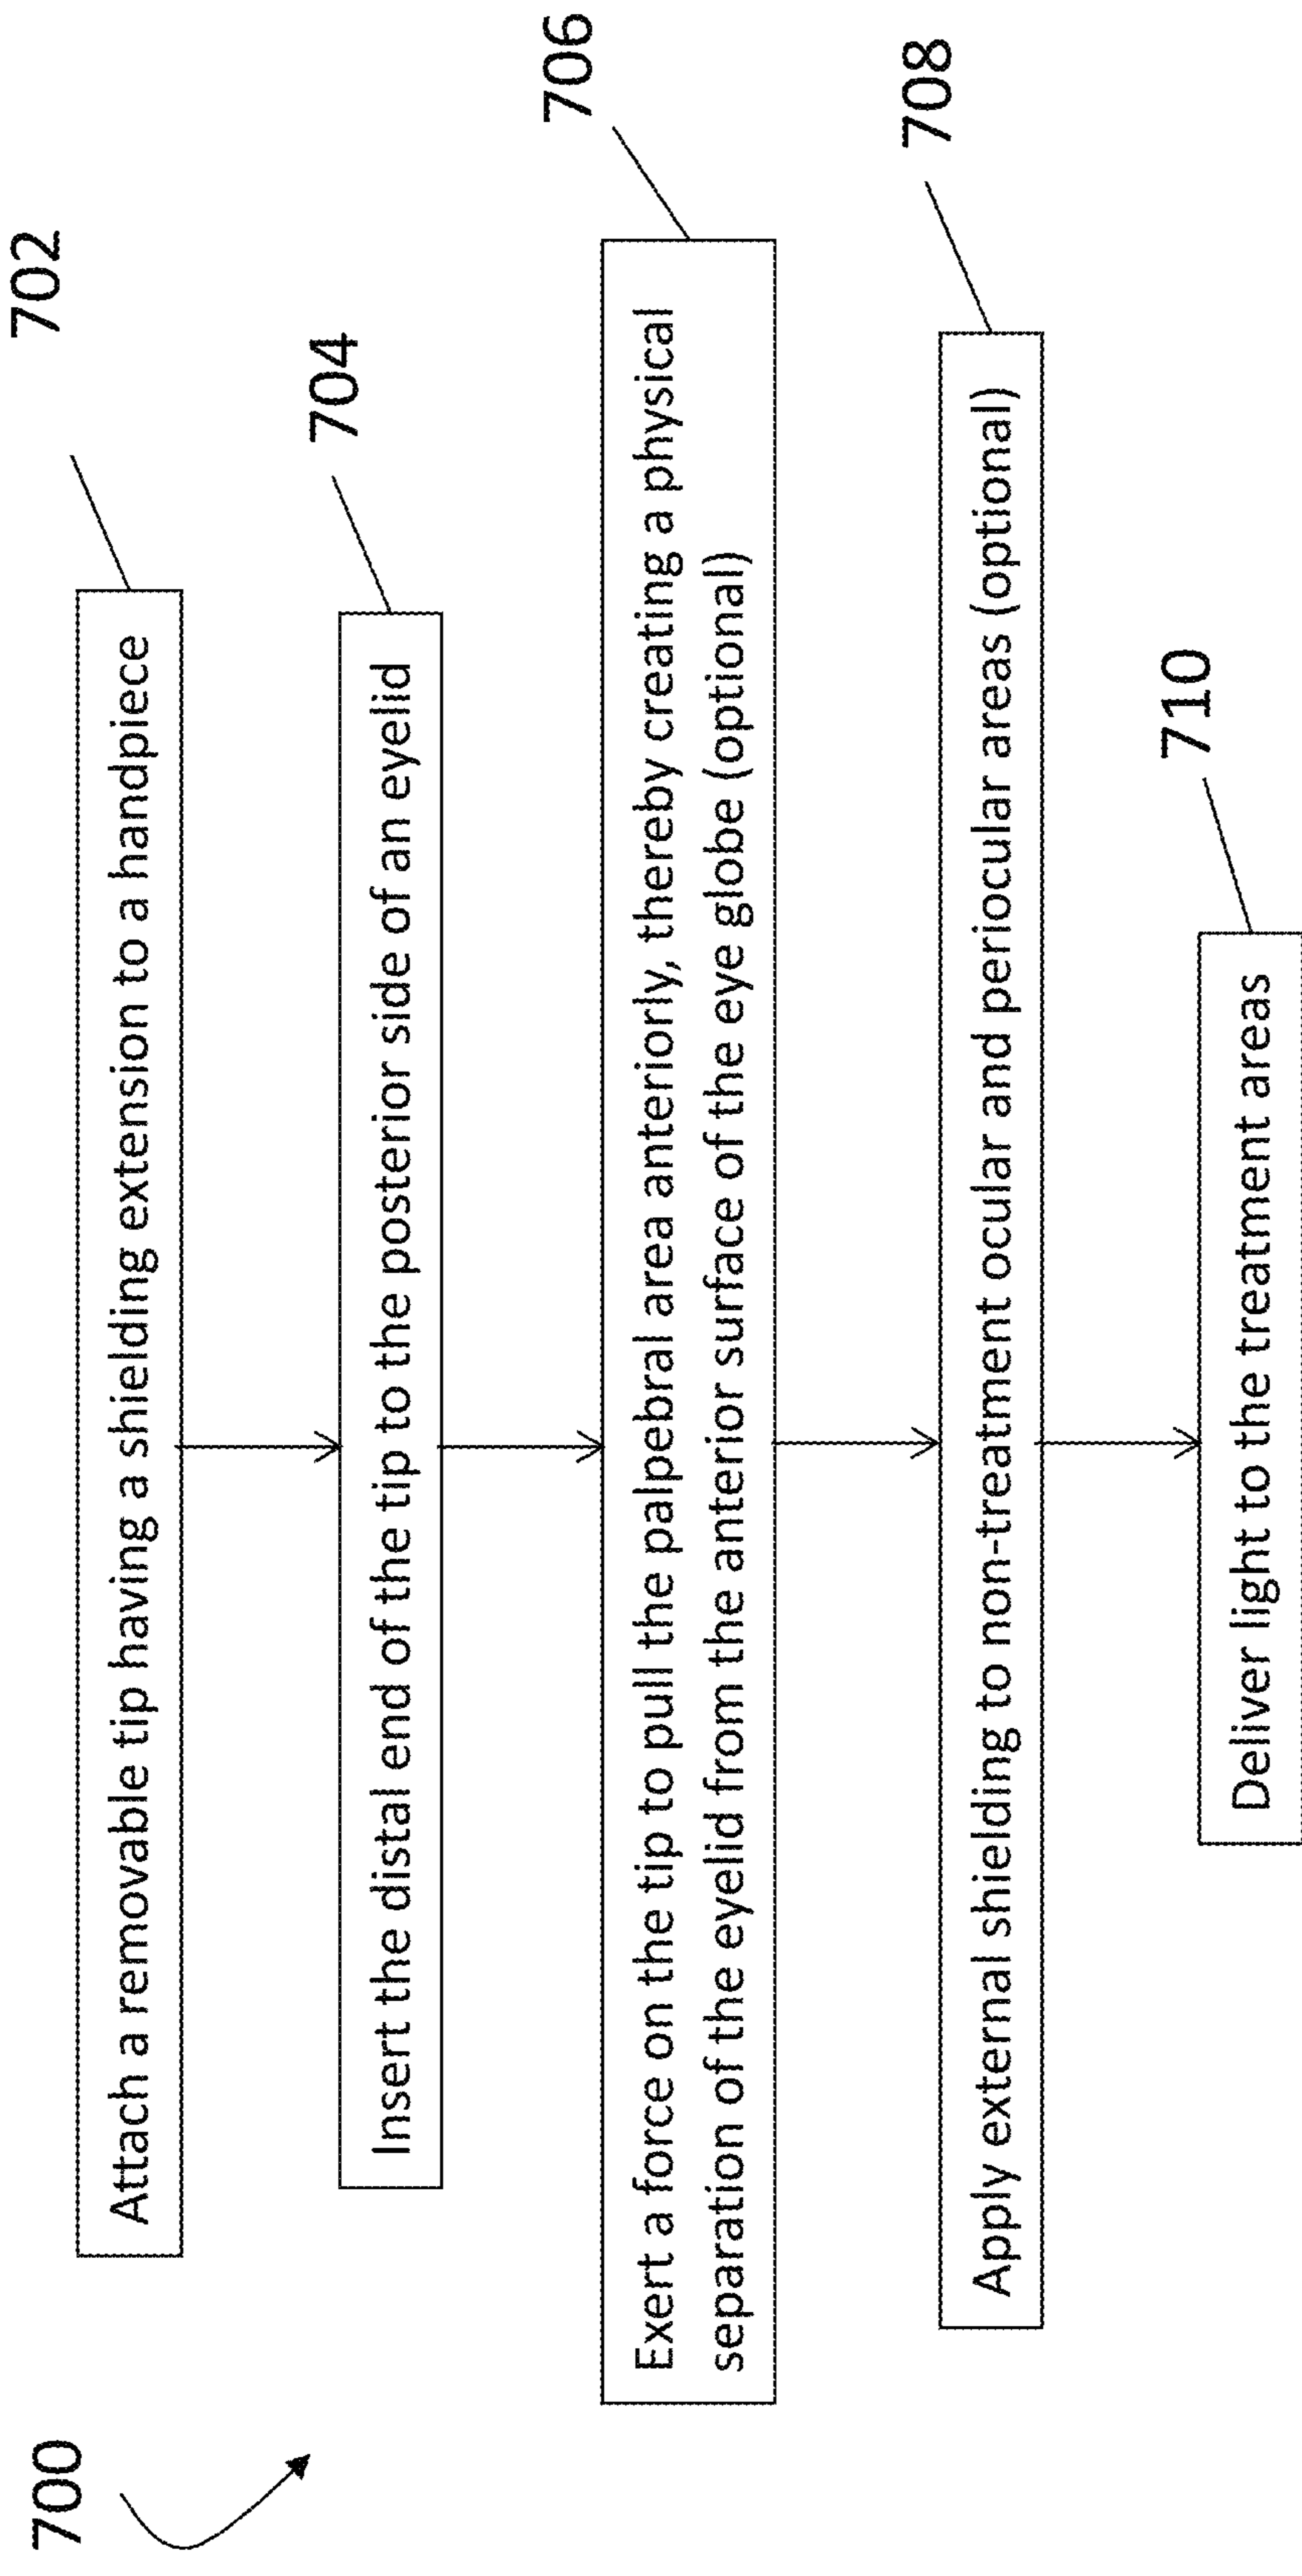 700
702
Attach a removable tip having a shielding extension to a handpiece
704
Insert the distal end of the tip to the posterior side of an eyelid
706
Exert a force on the tip to pull the palpebral area anteriorly, thereby creating a physical
separation of the eyelid from the anterior surface of the eye globe (optional)
708
Apply external shielding to non-treatment ocular and periocular areas (optional)
710
Deliver light to the treatment areas